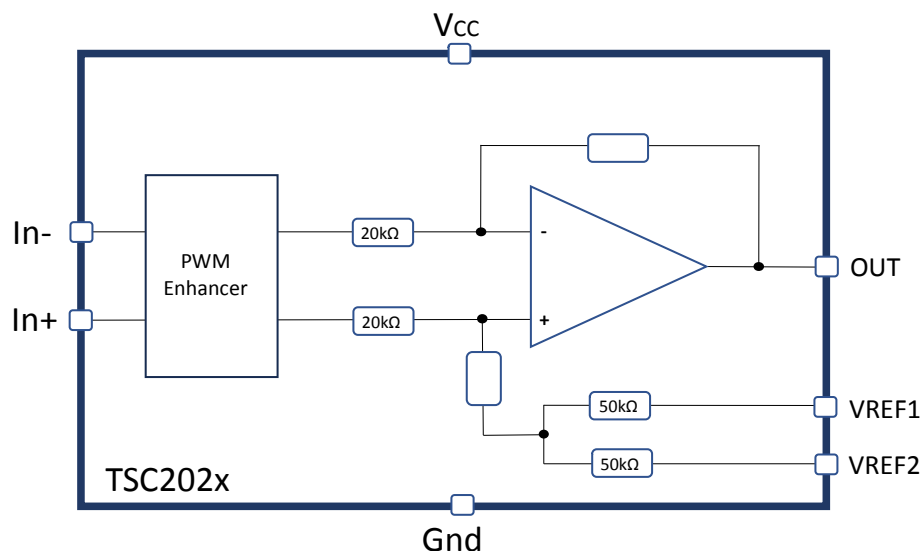 Vcc
In-
In+
PWM
Enhancer
20kΩ
20kΩ
-
+
OUT
50kΩ
VREF1
50kΩ
VREF2
TSC202x
Gnd